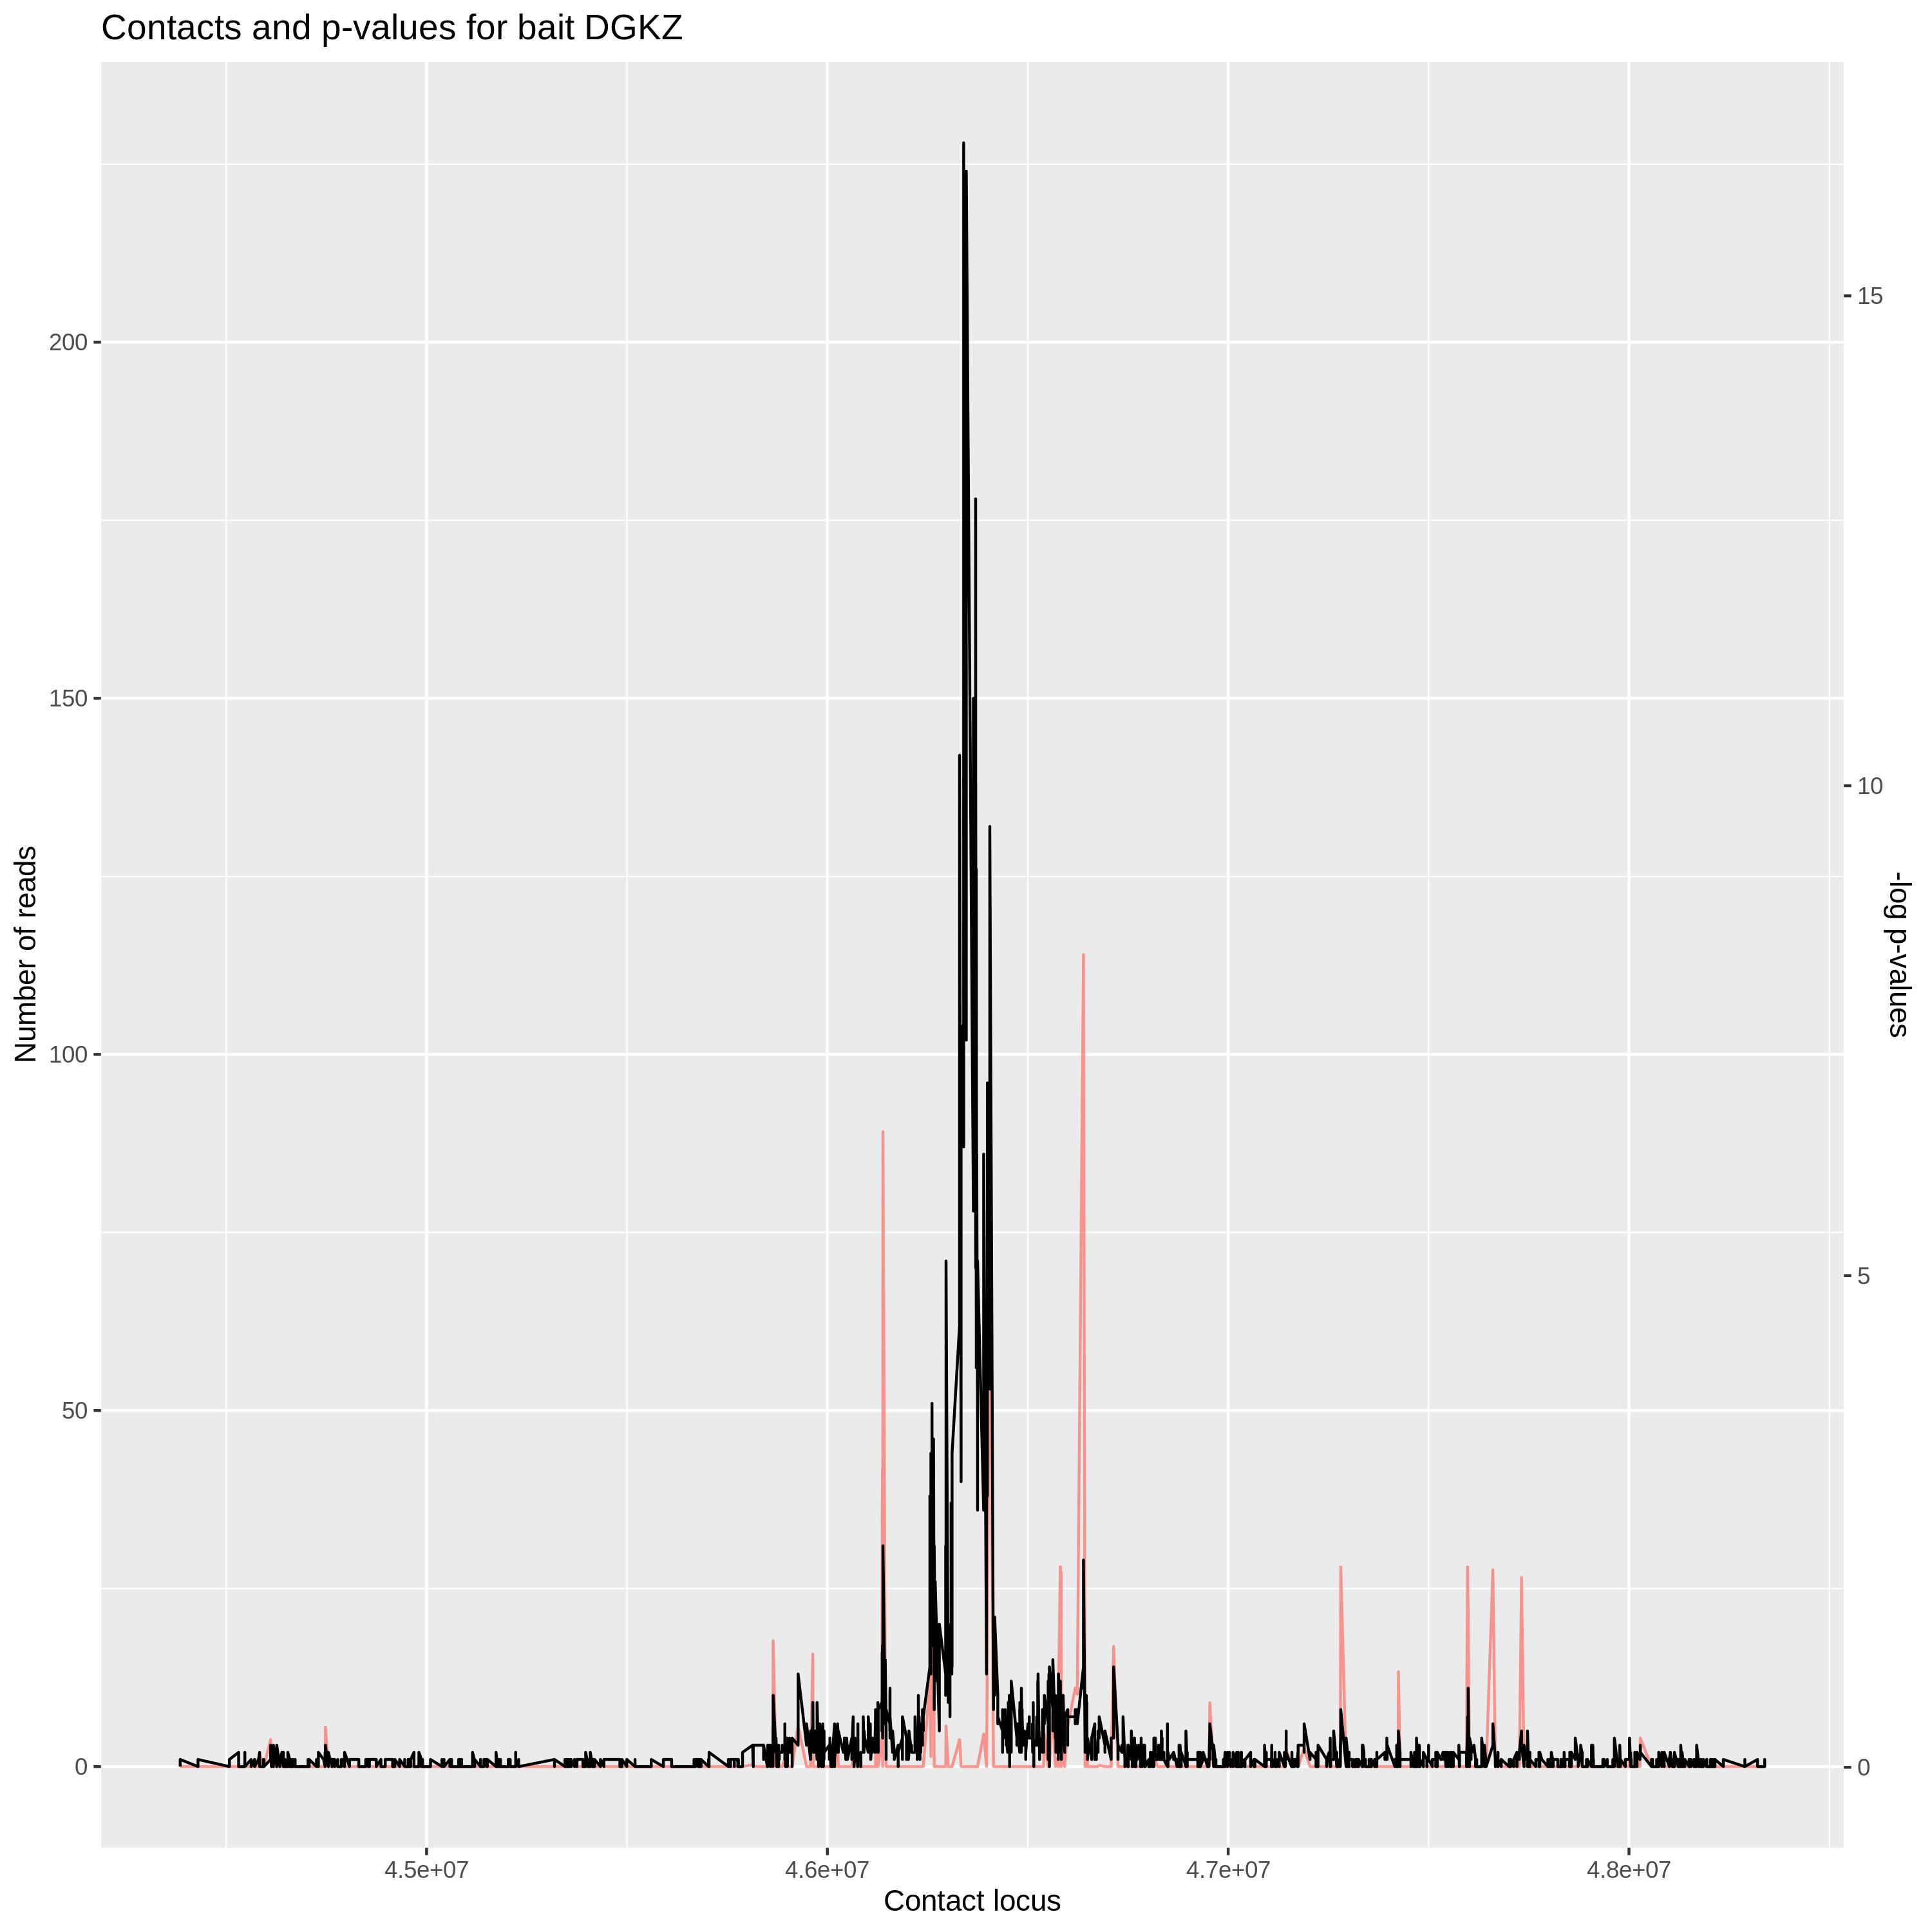 Contacts and p-values for bait DGKZ
Number of reads
200
150
100
50
0
15
10
5
0
-log p-values
4.5e+07
4.6e+07
4.7e+07
4.8e+07
Contact locus